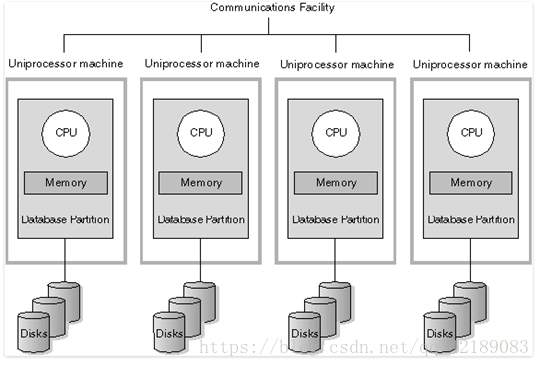 Communications Facility
Uniprocessor machine Uniprocessor machine Uniprocessor machine Uniprocessor machine
CPU CPU CPU CPU
Memory Memory Memory Memory
Database Partition Database Partition Database Partition Database Partition
Disks Disks Disks Disks